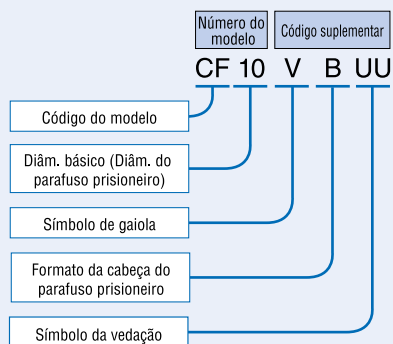 Número do
modelo
Código suplementar
CF 10 V B UU
Código do modelo
Diâm. básico (Diâm. do
parafuso prisioneiro)
Símbolo de gaiola
Formato da cabeça do
parafuso prisioneiro
Símbolo da vedação